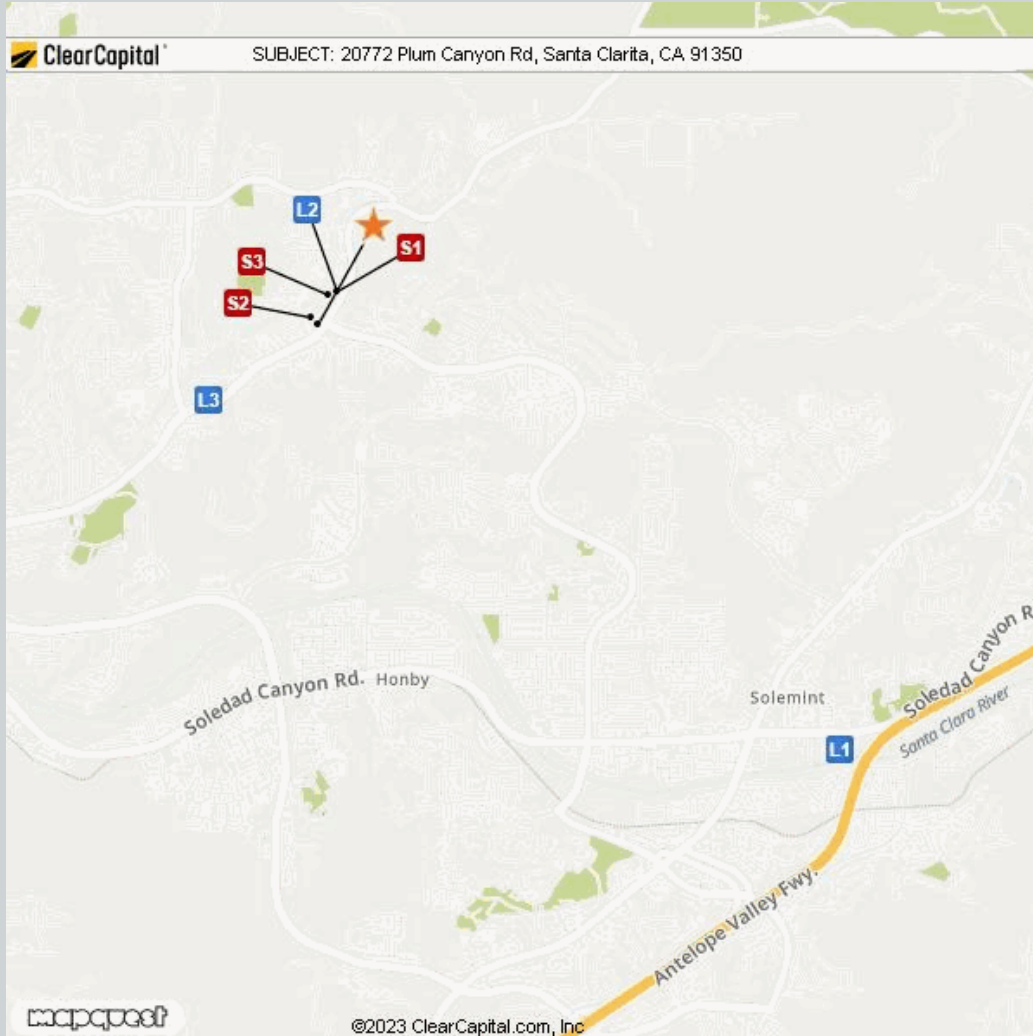 ClearCapital
SUBJECT: 20772 Plum Canyon Rd, Santa Clarita, CA 91350
L2
S1
S3
S2
L3
Soledad Canyon Rd.
Honby
Solemint
Soledad Canyon R
Santa Clara River
L1
Antelope Valley Fwy.
mapquest
©2023 ClearCapital.com, Inc